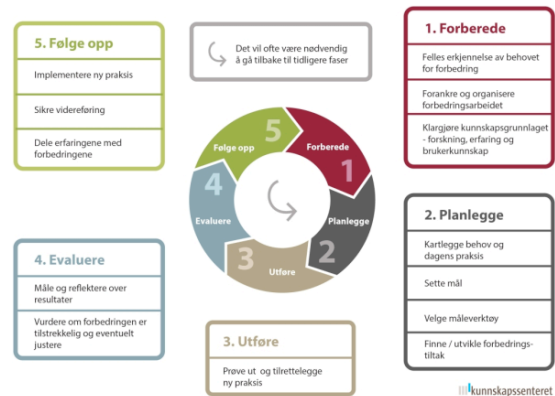 5. Følge opp
Implementere ny praksis
Sikre videreføring
Dele erfaringene med
forbedringene
Det vil ofte være nødvendig
å gå tilbake til tidligere faser
1. Forberede
Felles erkjennelse av behovet
for forbedring
Forankre og organisere
forbedringsarbeidet
Klargjøre kunnskapsgrunnlaget
- forskning, erfaring og
brukerkunnskap
5
Følge opp
Forberede
1
4
Evaluere
Planlegge
2
3
Utføre
2. Planlegge
Kartlegge behov og
dagens praksis
Sette mål
Velge måleverktøy
Finne / utvikle forbedrings-
tiltak
4. Evaluere
Måle og reflektere over
resultater
Vurdere om forbedringen er
tilstrekkelig og eventuelt
justere
3. Utføre
Prøve ut og tilrettelegge
ny praksis
kunnskapssenteret